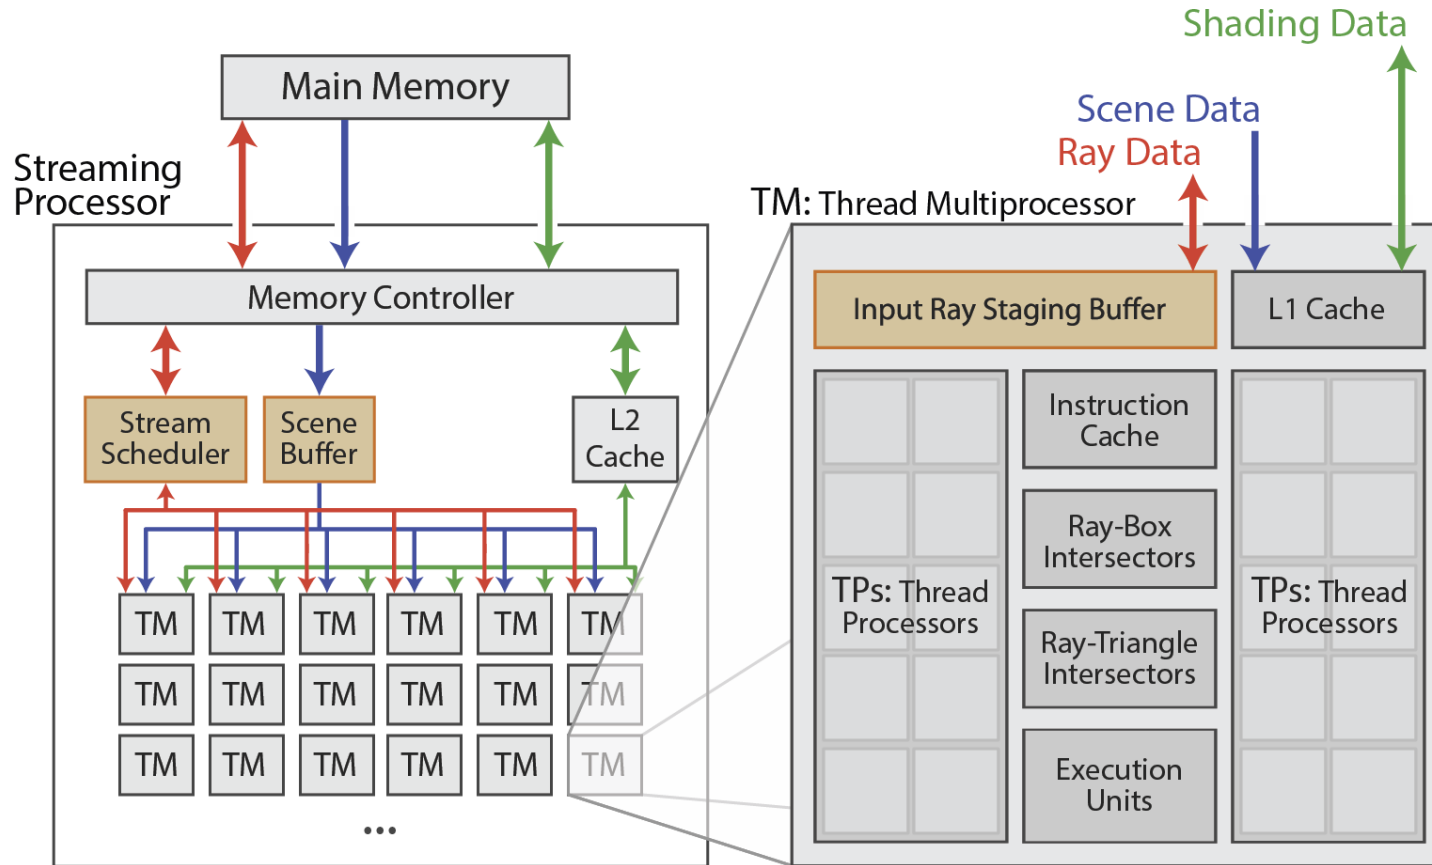 Main Memory
Streaming
Processor
Memory Controller
Stream
Scheduler
Scene
Buffer
L2
Cache
TM TM TM TM TM TM
TM TM TM TM TM TM
TM TM TM TM TM TM
...
Shading Data
Scene Data
Ray Data
TM: Thread Multiprocessor
Input Ray Staging Buffer
L1 Cache
Instruction
Cache
Ray-Box
Intersectors
TPs: Thread
Processors
Ray-Triangle
Intersectors
TPs: Thread
Processors
Execution
Units